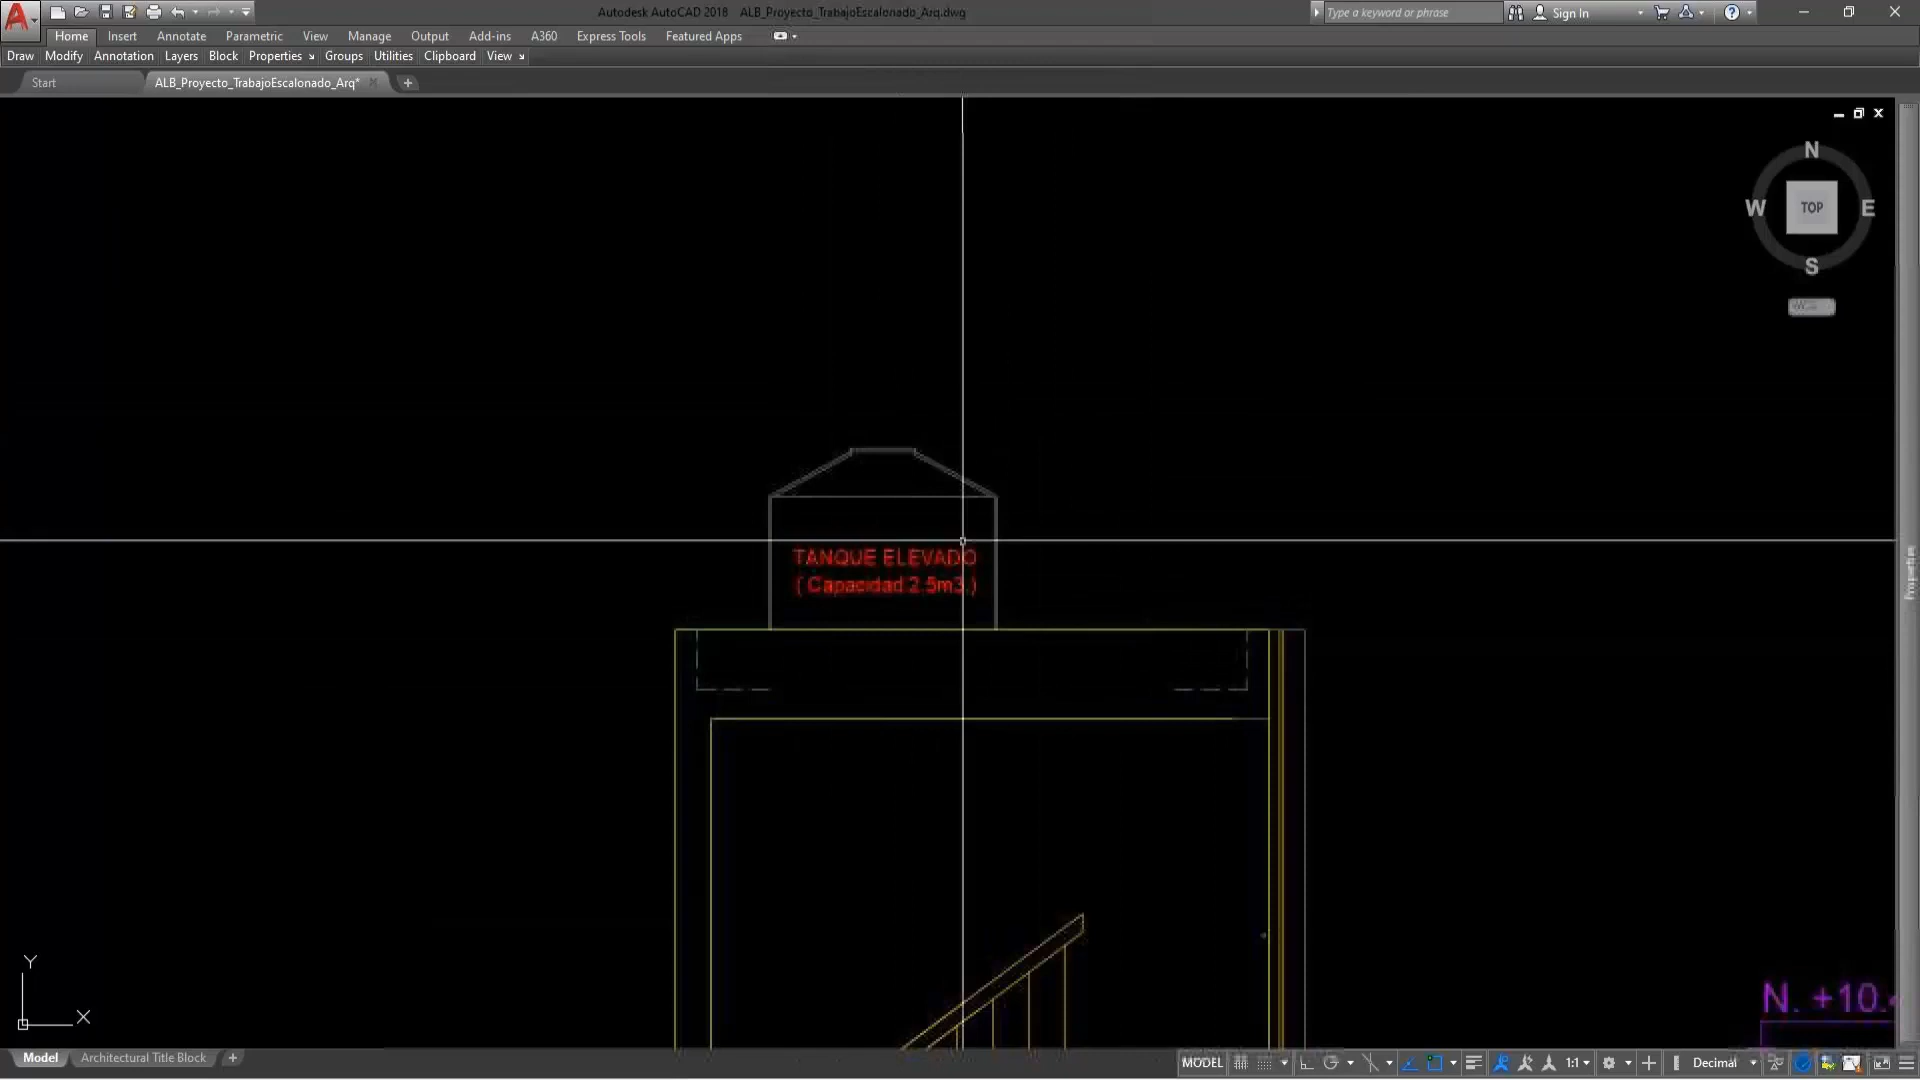 Autodesk AutoCAD 2018 ALB_Proyecto_TrabajoEscalonado_Arq.dwg
Type a keyword or phrase
Sign In
Home Insert Annotate Parametric View Manage Output Add-ins A360 Express Tools Featured Apps
Draw Modify Annotation Layers Block Properties Groups Utilities Clipboard View
Start ALB_Proyecto_TrabajoEscalonado_Arq*
N
W TOP E
S
TANQUE ELEVADO
( Capacidad 2.5m3.)
Y
X
N. +10.
Model Architectural Title Block
MODEL 1:1 Decimal